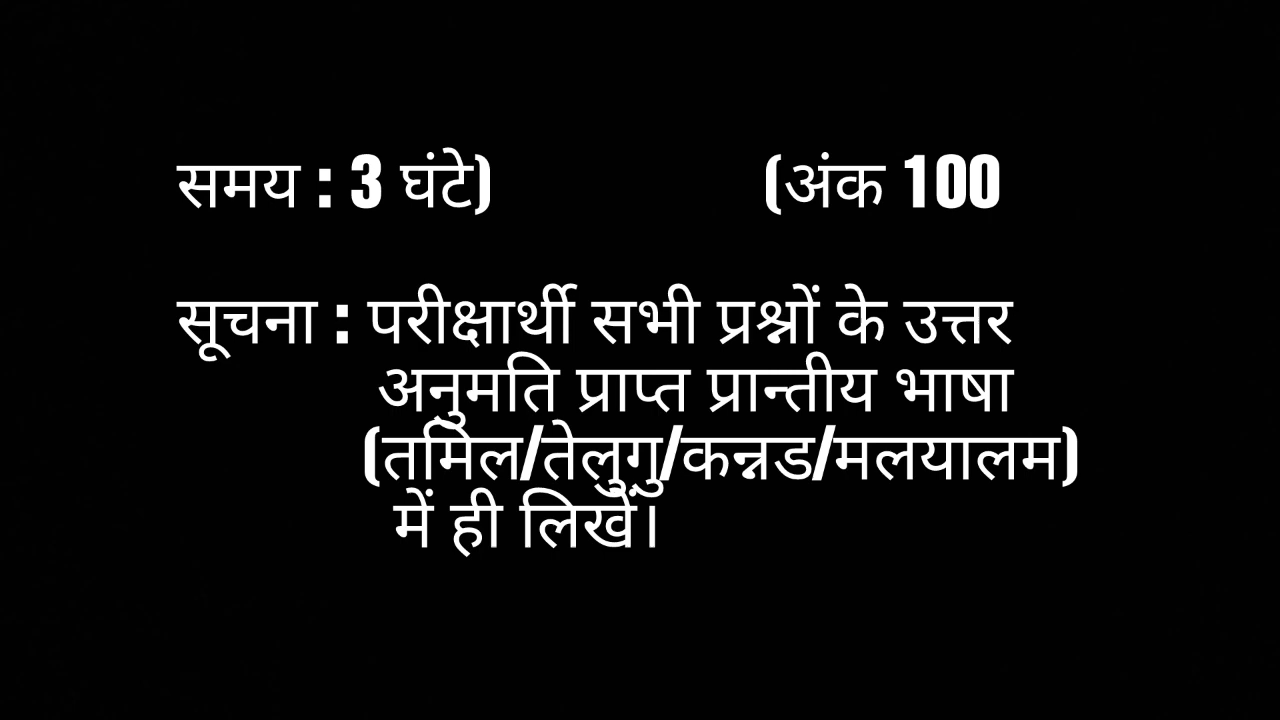 समय : 3 घंटे) (अंक 100
सूचना : परीक्षार्थी सभी प्रश्नों के उत्तर
अनुमति प्राप्त प्रान्तीय भाषा
(तमिल/तेलुगु/कन्नड/मलयालम)
में ही लिखें।